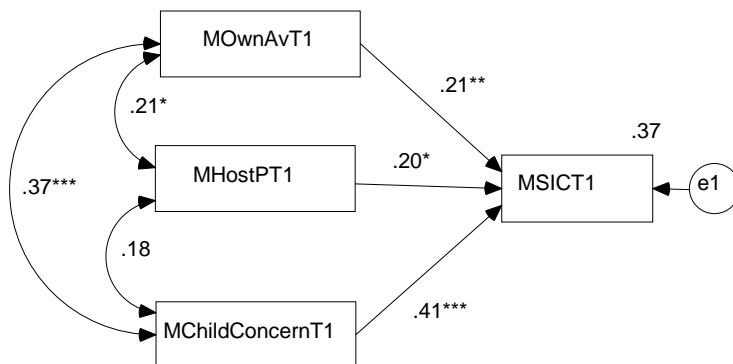 MOwnAvT1
.21**
.21*
.37
MHostPT1
.20*
MSICT1
e1
.37***
.18
.41***
MChildConcernT1